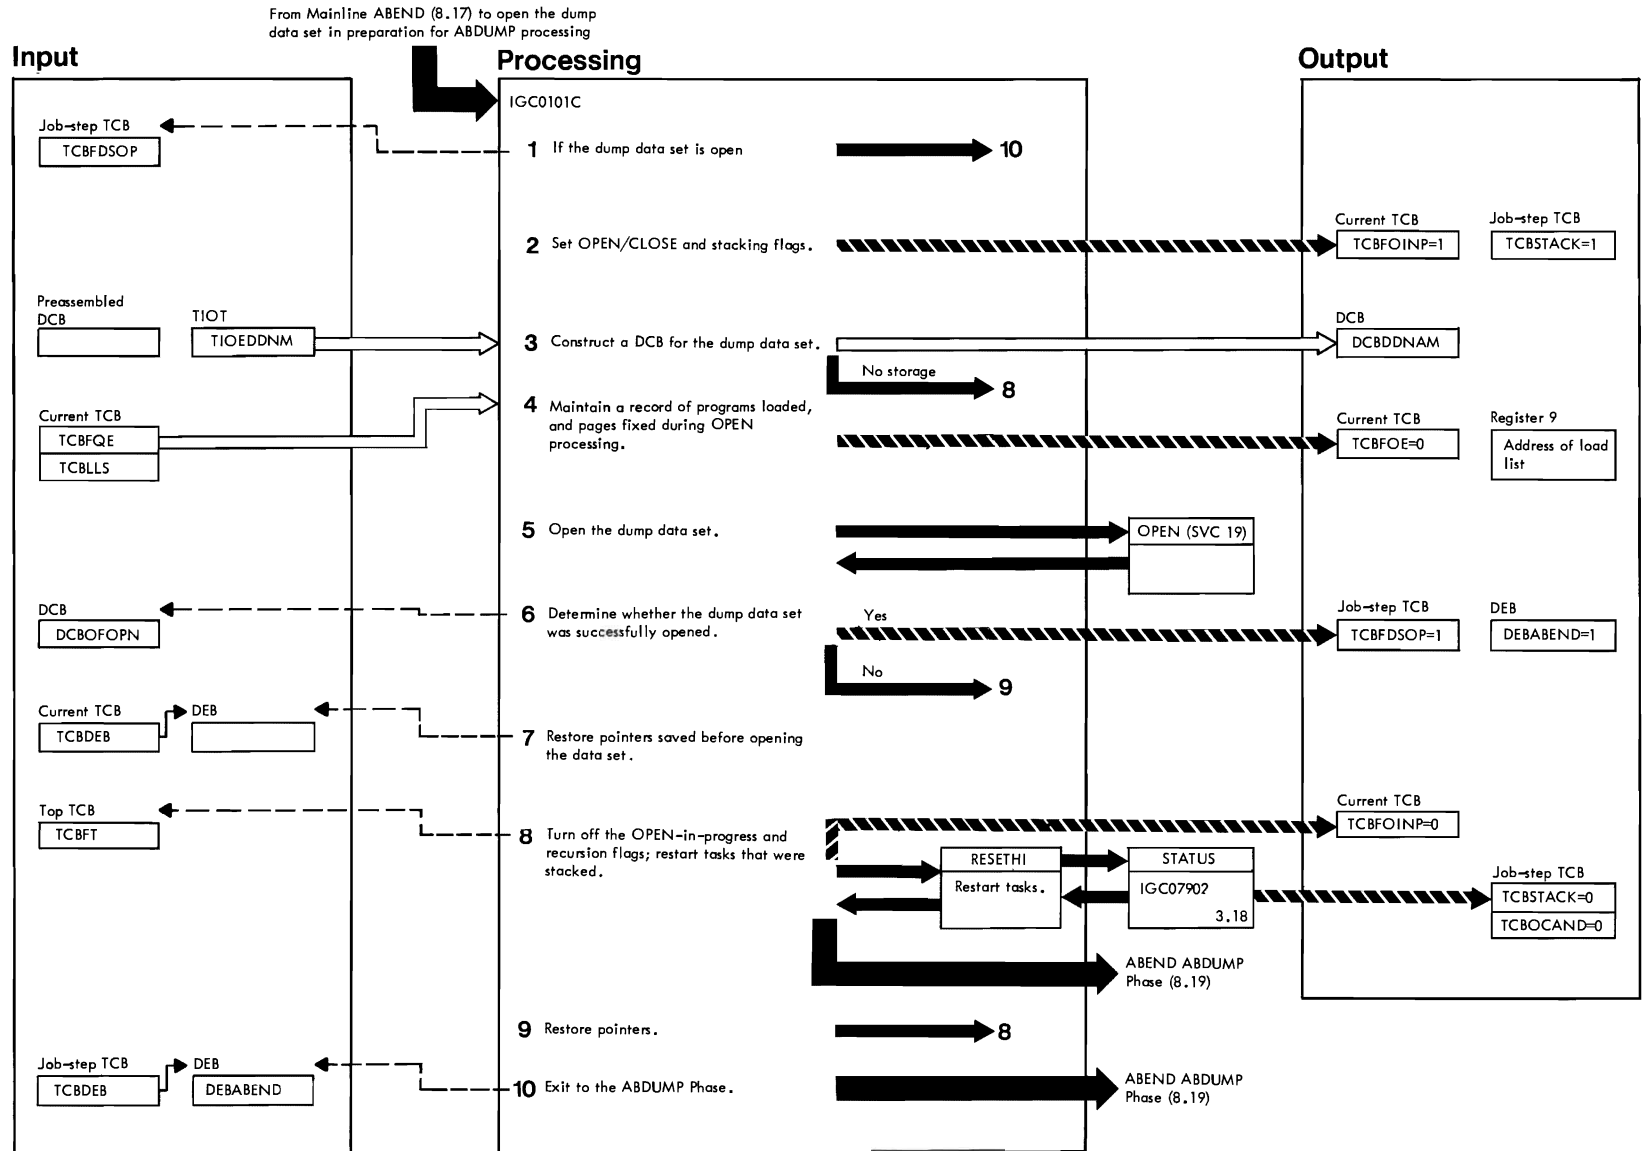 From Mainline ABEND (8.17) to open the dump
data set in preparation for ABDUMP processing
Input
Processing
Output
IGC0101C
Job-step TCB
TCBFDSOP
1 If the dump data set is open
10
2 Set OPEN/CLOSE and stacking flags.
Current TCB
TCBFOINP=1
Job-step TCB
TCBSTACK=1
Preassembled
DCB
TIOT
TIOEDDNM
3 Construct a DCB for the dump data set.
DCB
DCBDDNAM
No storage
8
Current TCB
TCBFQE
TCBLLS
4 Maintain a record of programs loaded,
and pages fixed during OPEN
processing.
Current TCB
TCBFOE=0
Register 9
Address of load
list
5 Open the dump data set.
OPEN (SVC 19)
DCB
DCBOFOPN
6 Determine whether the dump data set
was successfully opened.
Yes
Job-step TCB
TCBFDSOP=1
DEB
DEBABEND=1
No
9
Current TCB
TCBDEB
DEB
7 Restore pointers saved before opening
the data set.
Top TCB
TCBFT
8 Turn off the OPEN-in-progress and
recursion flags; restart tasks that were
stacked.
Current TCB
TCBFOINP=0
RESETHI
Restart tasks.
STATUS
IGC07902
3.18
Job-step TCB
TCBSTACK=0
TCBOCAND=0
ABEND ABDUMP
Phase (8.19)
9 Restore pointers.
8
Job-step TCB
TCBDEB
DEB
DEBABEND
10 Exit to the ABDUMP Phase.
ABEND ABDUMP
Phase (8.19)